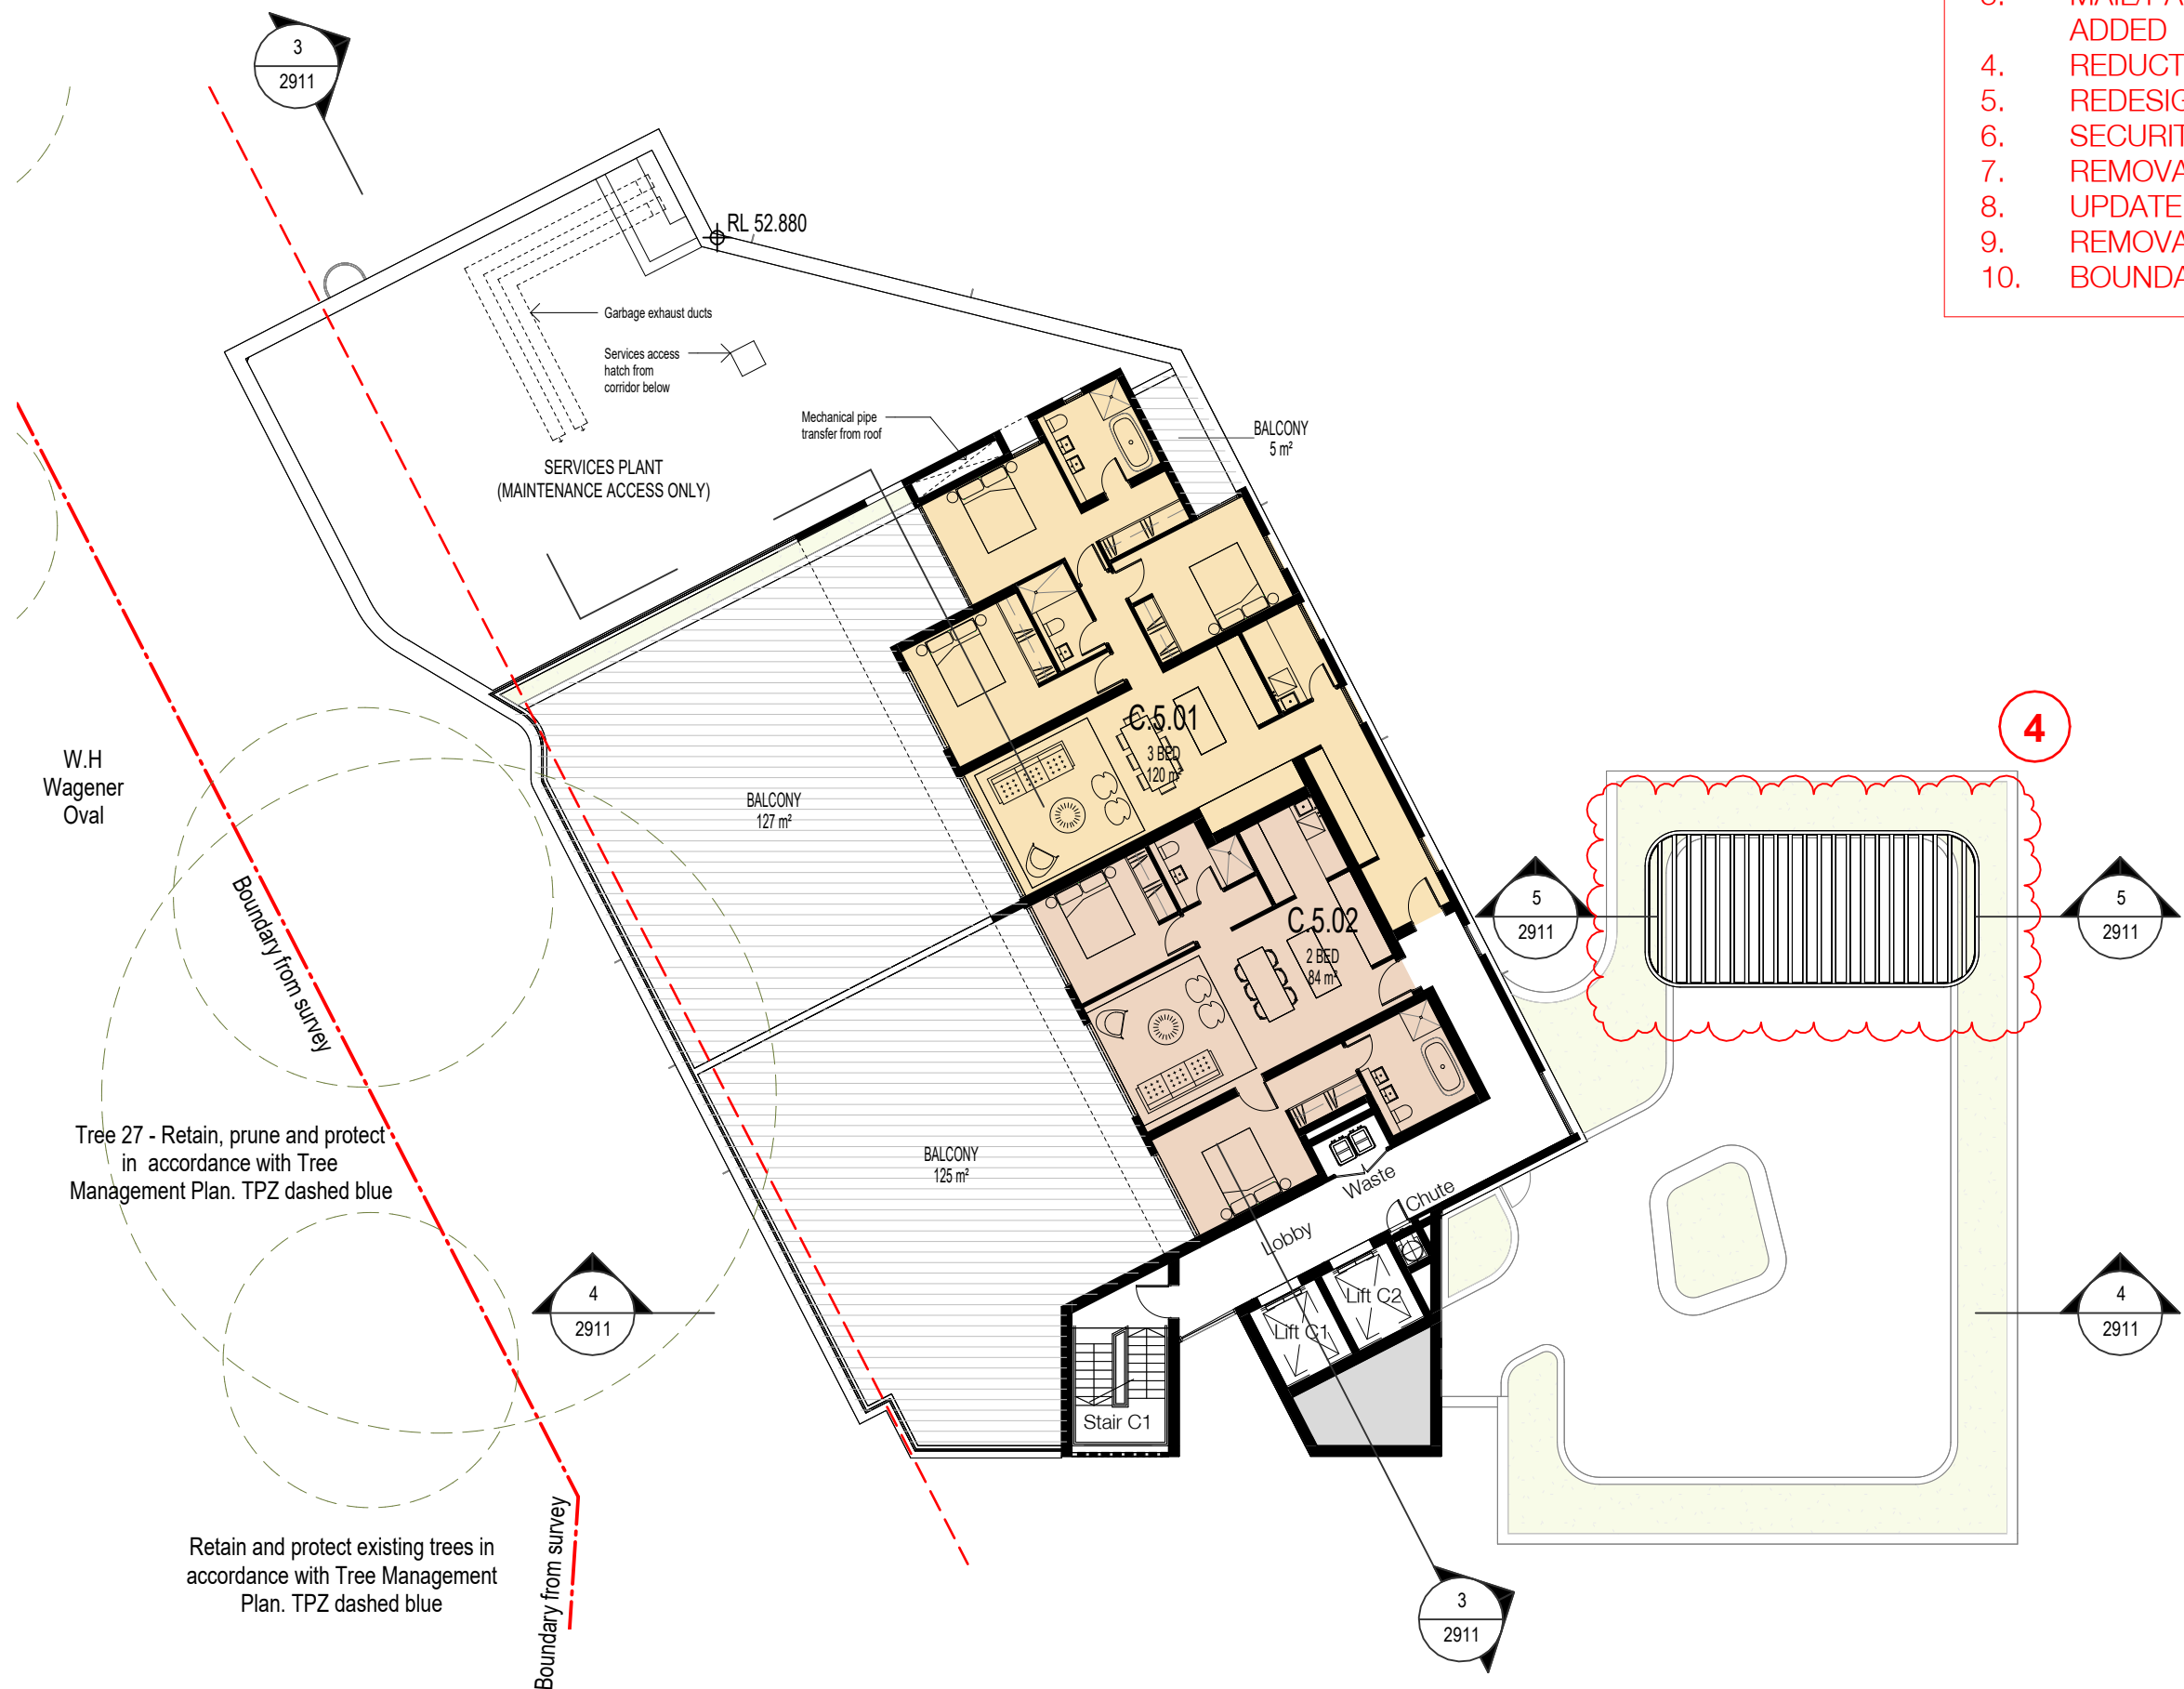 ADDED
4. REDUCT
5. REDESIG
6. SECURIT
7. REMOVA
8. UPDATE
9. REMOVA
10. BOUNDA
3
2911
RL 52.880
Garbage exhaust ducts
Services access
hatch from
corridor below
Mechanical pipe
transfer from roof
BALCONY
5 m²
SERVICES PLANT
(MAINTENANCE ACCESS ONLY)
C.5.01
3 BED
120 m²
4
W.H
Wagener
Oval
BALCONY
127 m²
Boundary from survey
5
2911
5
2911
C.5.02
2 BED
84 m²
Tree 27 - Retain, prune and protect
in accordance with Tree
Management Plan. TPZ dashed blue
BALCONY
125 m²
Waste
Chute
Lobby
4
2911
Lift C2
Lift C1
4
2911
Stair C1
Retain and protect existing trees in
accordance with Tree Management
Plan. TPZ dashed blue
Boundary from survey
3
2911